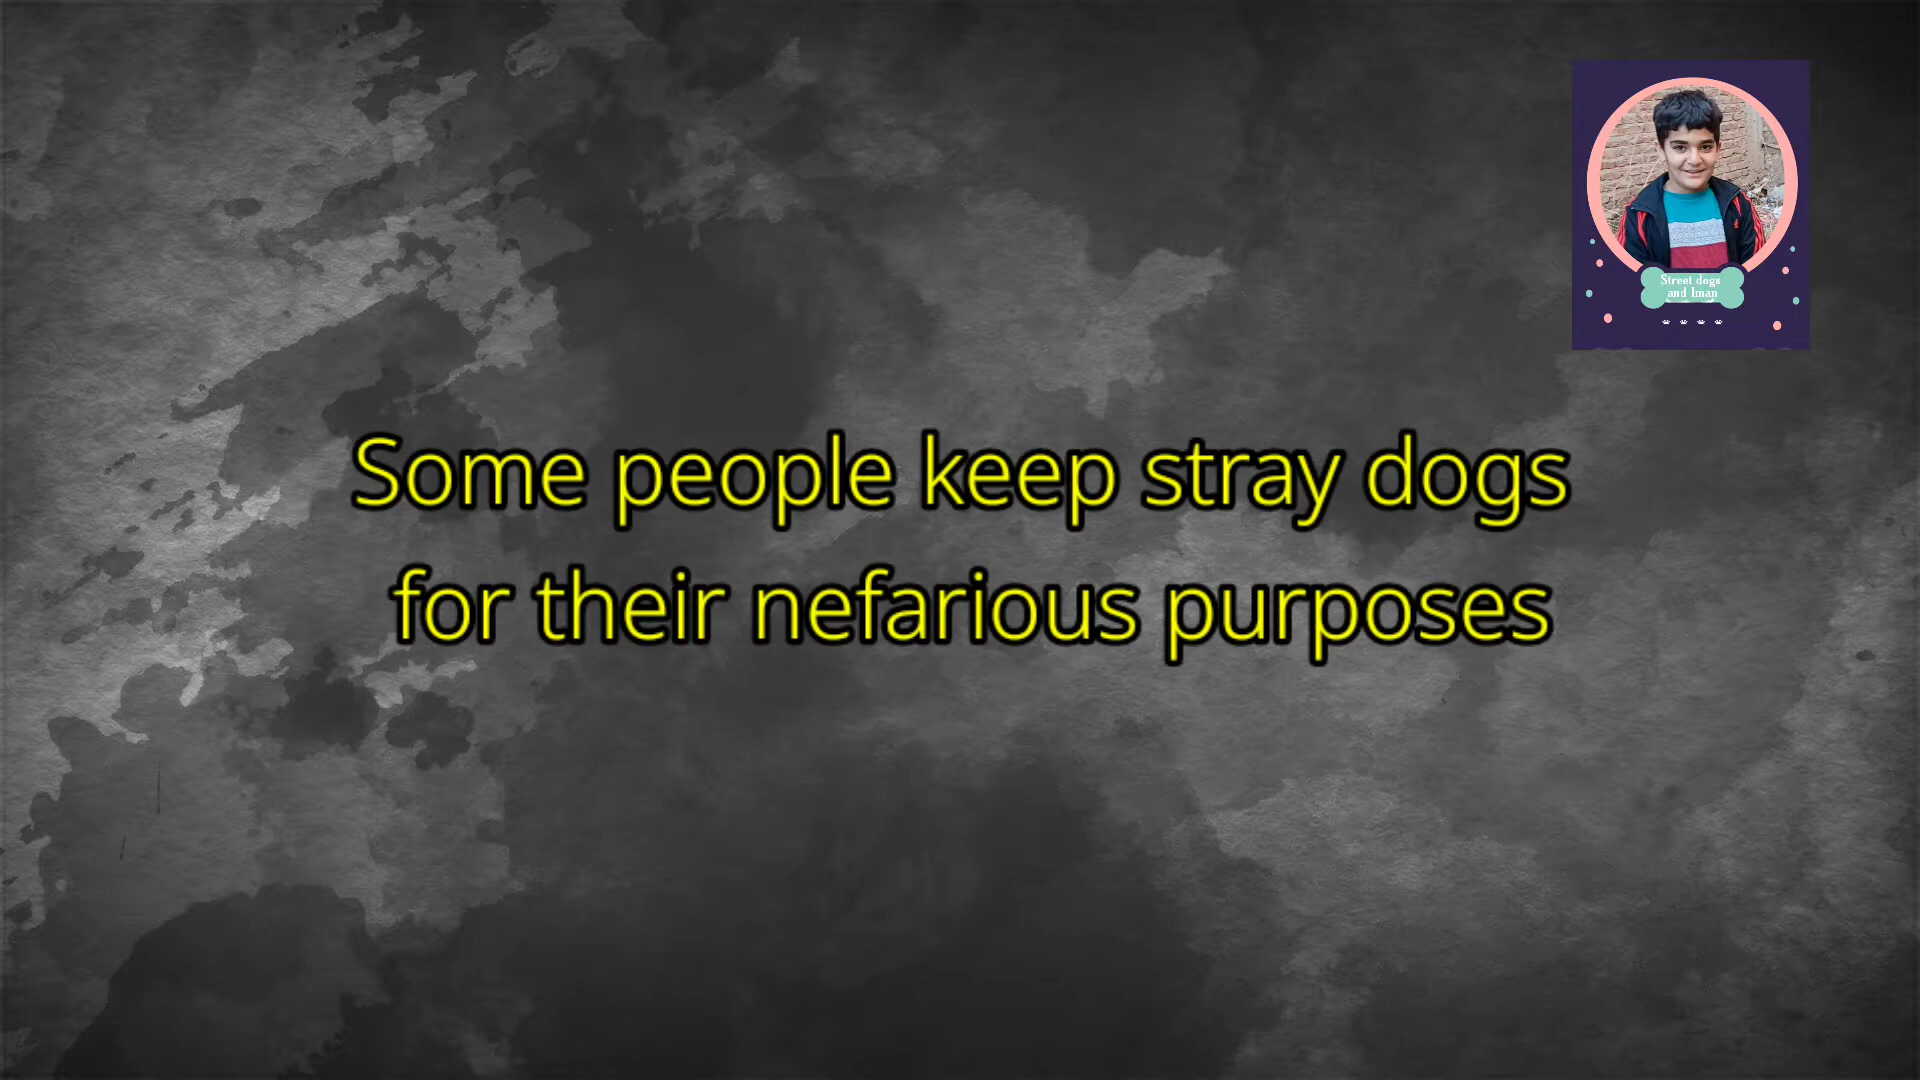 Street dogs
and Iman
Some people keep stray dogs
for their nefarious purposes